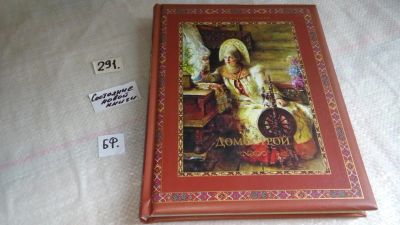 291.
Состояние
новой
книги
БФ.
ДОМОСТРОЙ